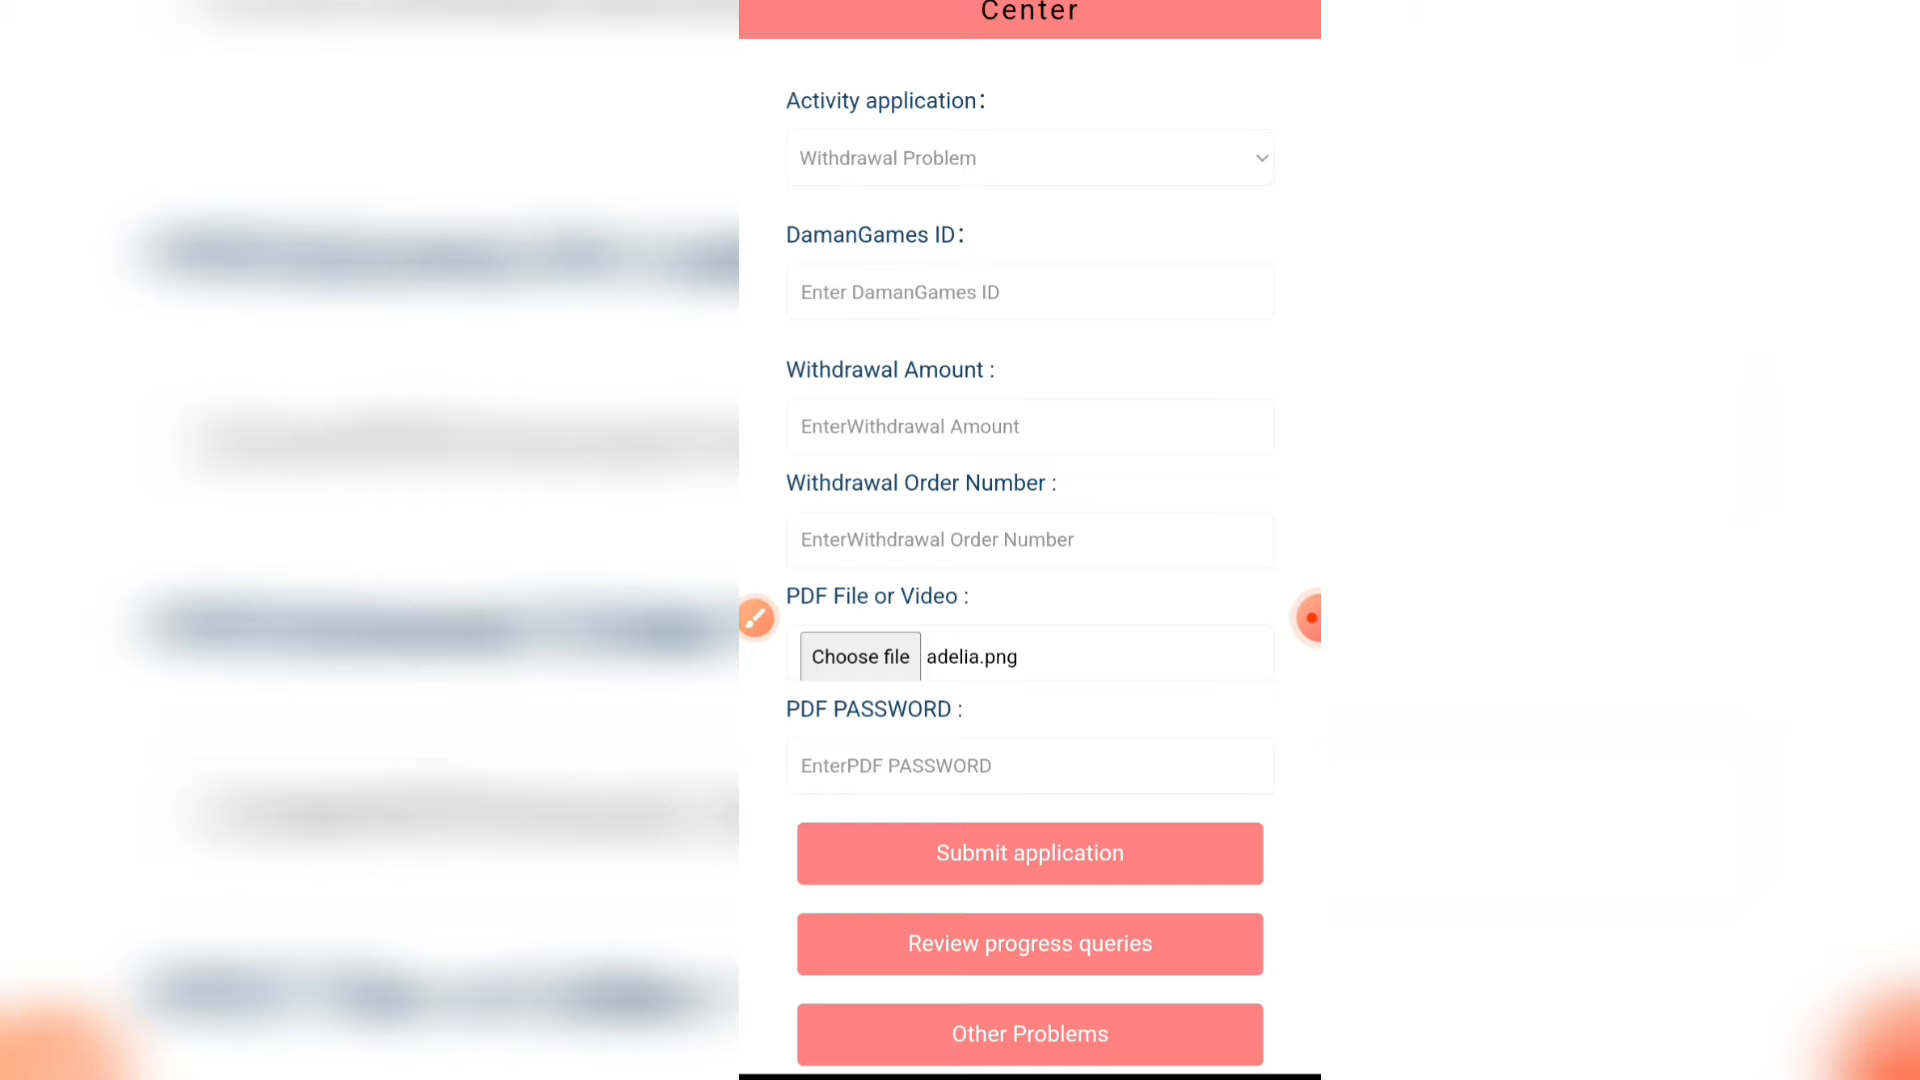 Center
Activity application：
Withdrawal Problem
DamanGames ID：
Enter DamanGames ID
Withdrawal Amount :
EnterWithdrawal Amount
Withdrawal Order Number :
EnterWithdrawal Order Number
PDF File or Video :
Choose file adelia.png
PDF PASSWORD :
EnterPDF PASSWORD
Submit application
Review progress queries
Other Problems